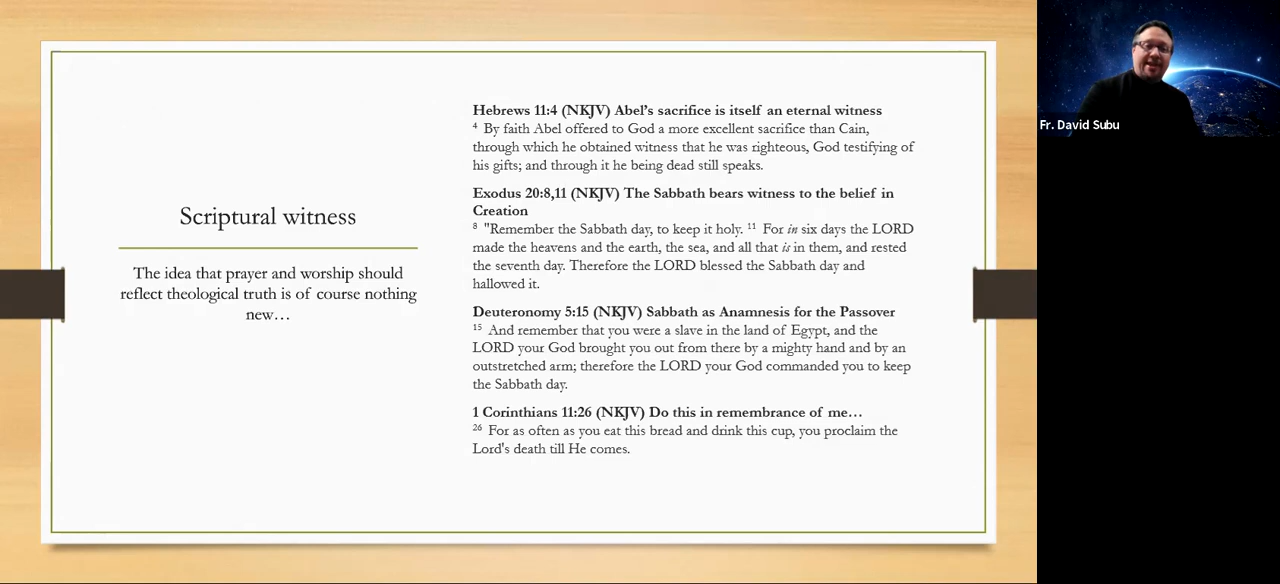 Scriptural witness
The idea that prayer and worship should
reflect theological truth is of course nothing
new…
Hebrews 11:4 (NKJV) Abel's sacrifice is itself an eternal witness
4 By faith Abel offered to God a more excellent sacrifice than Cain,
through which he obtained witness that he was righteous, God testifying of
his gifts; and through it he being dead still speaks.
Exodus 20:8,11 (NKJV) The Sabbath bears witness to the belief in
Creation
8 "Remember the Sabbath day, to keep it holy. 11 For in six days the LORD
made the heavens and the earth, the sea, and all that is in them, and rested
the seventh day. Therefore the LORD blessed the Sabbath day and
hallowed it.
Deuteronomy 5:15 (NKJV) Sabbath as Anamnesis for the Passover
15 And remember that you were a slave in the land of Egypt, and the
LORD your God brought you out from there by a mighty hand and by an
outstretched arm; therefore the LORD your God commanded you to keep
the Sabbath day.
1 Corinthians 11:26 (NKJV) Do this in remembrance of me…
26 For as often as you eat this bread and drink this cup, you proclaim the
Lord's death till He comes.
Fr. David Subu